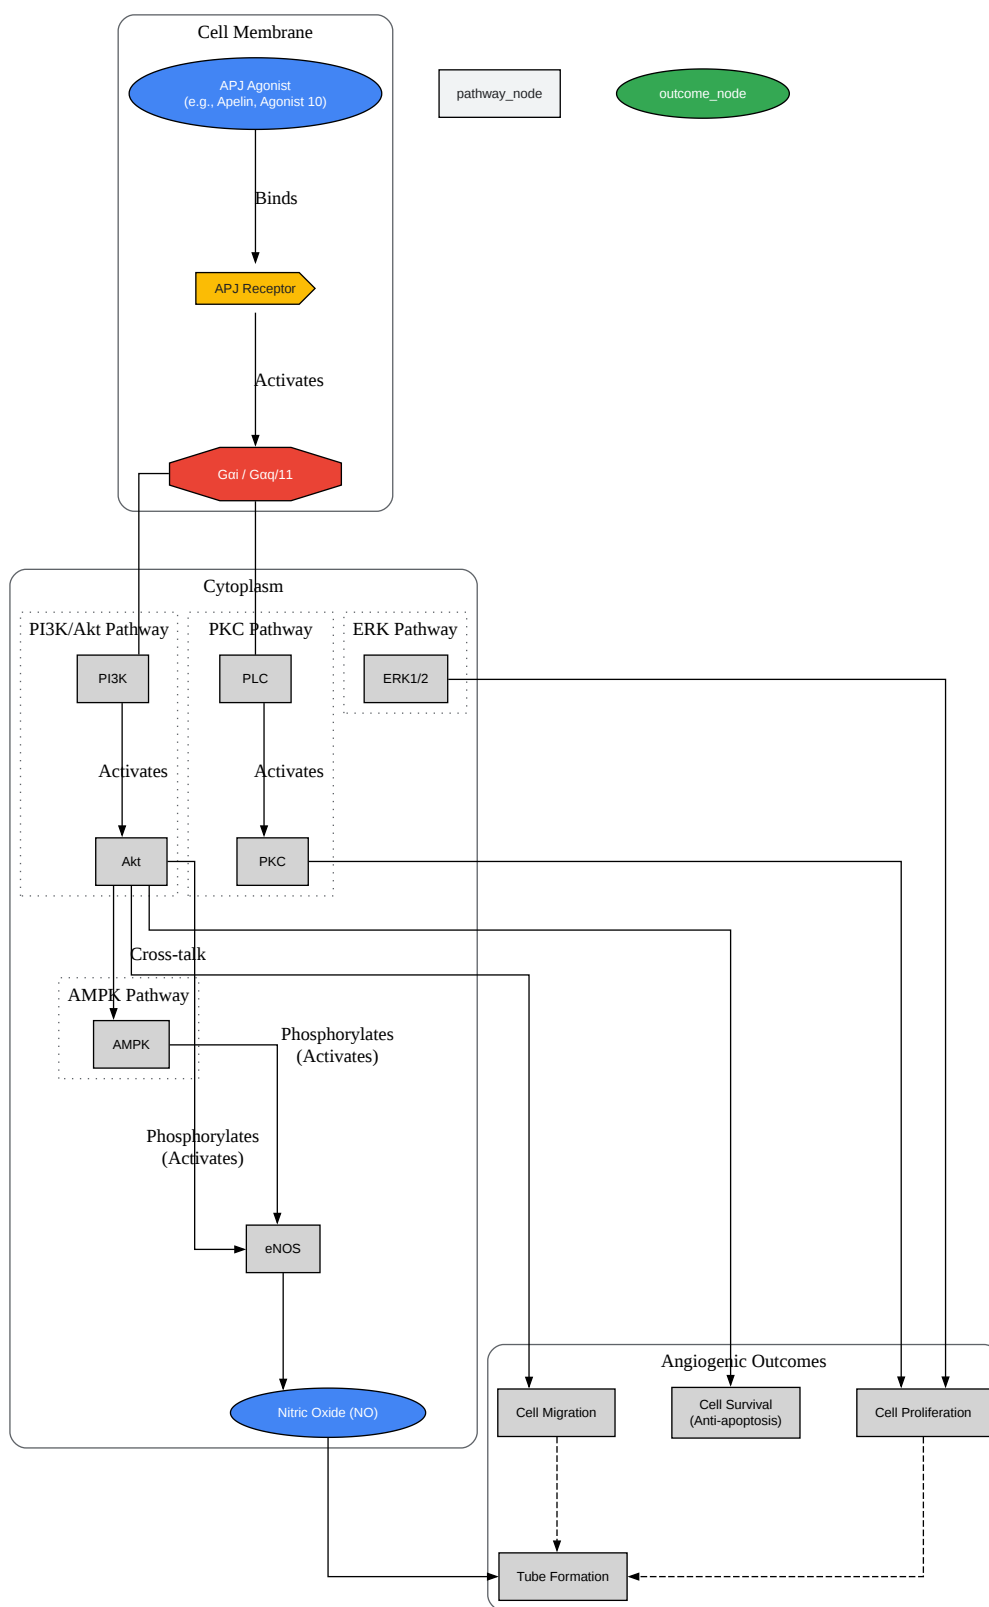 Cell Membrane
APJ Agonist
(e.g., Apelin, Agonist 10)
pathway_node
outcome_node
Binds
APJ Receptor
Activates
Gαi / Gαq/11
Cytoplasm
PI3K/Akt Pathway
PKC Pathway
ERK Pathway
PI3K
PLC
ERK1/2
Activates
Activates
Akt
PKC
Cross-talk
AMPK Pathway
AMPK
Phosphorylates
(Activates)
Phosphorylates
(Activates)
eNOS
Angiogenic Outcomes
Nitric Oxide (NO)
Cell Migration
Cell Survival
(Anti-apoptosis)
Cell Proliferation
Tube Formation